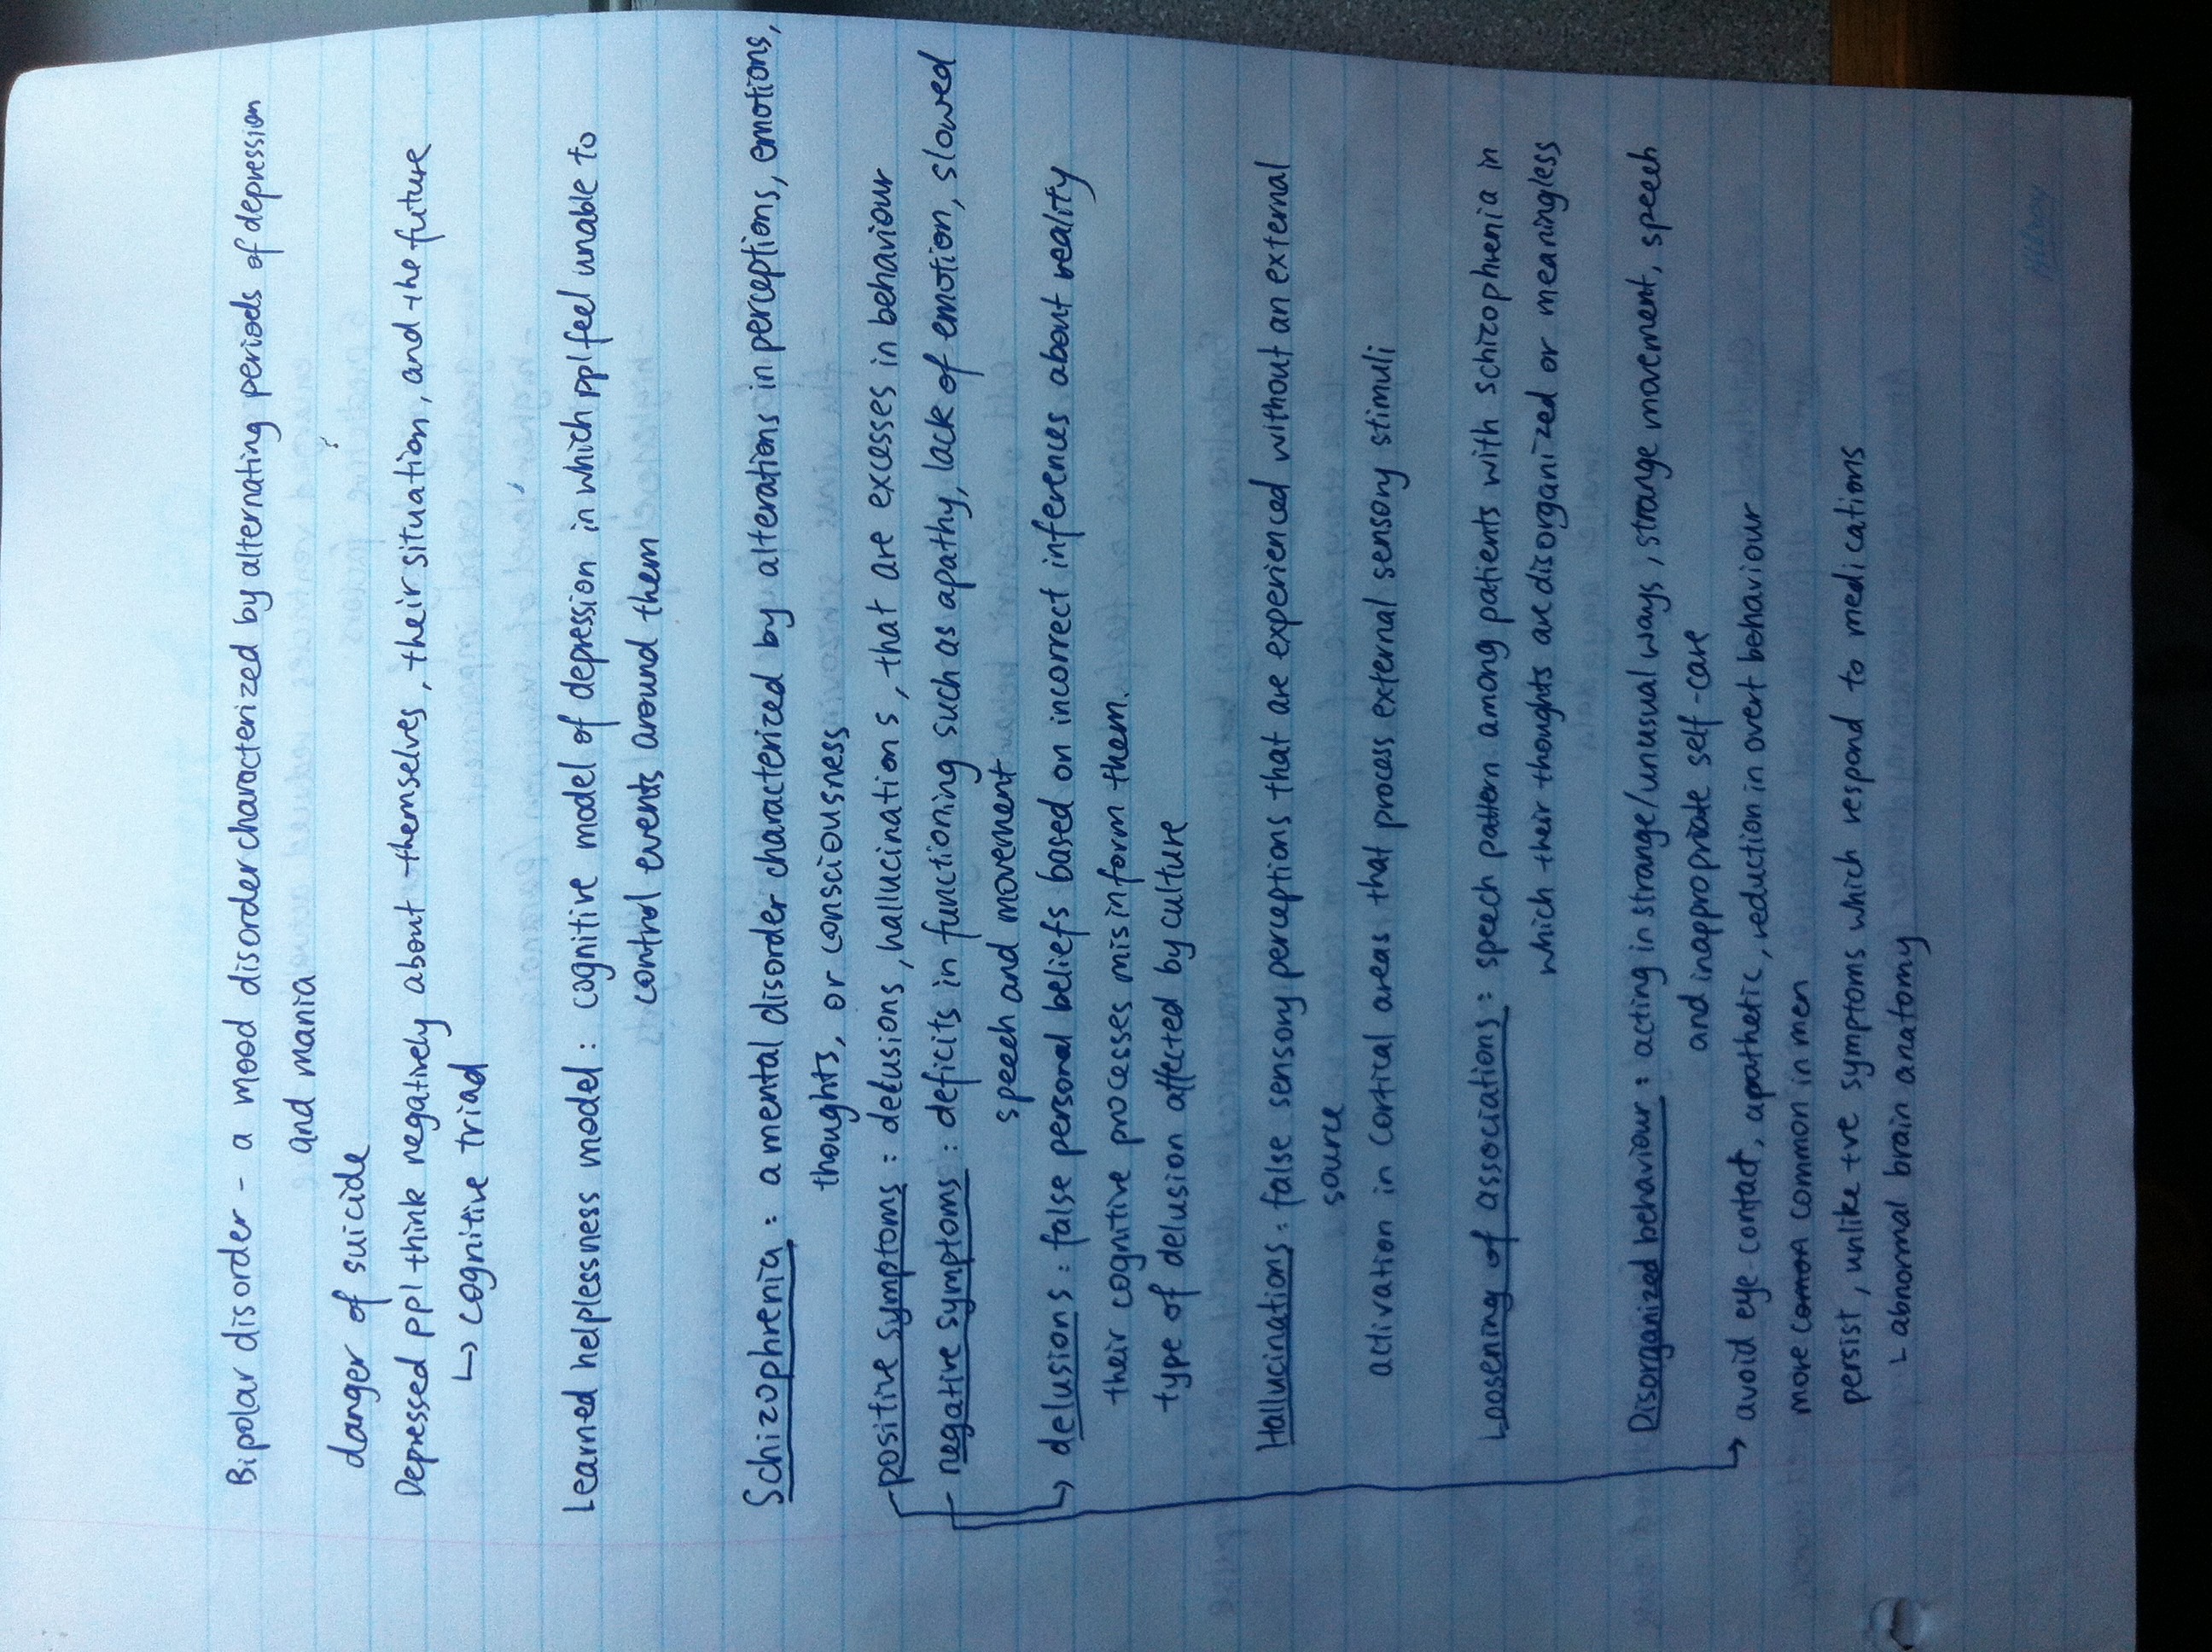 Bipolar disorder - a mood disorder characterized by alternating periods of depression
and mania
danger of suicide
Depressed ppl think negatively about themselves, their situation, and the future
↳ cognitive triad
Learned helplessness model: cognitive model of depression in which ppl feel unable to
control events around them
Schizophrenia: a mental disorder characterized by alterations in perceptions, emotions,
thoughts, or consciousness
positive symptoms: delusions, hallucinations, that are excesses in behaviour
negative symptoms: deficits in functioning such as apathy, lack of emotion, slowed
speech and movement
↳ delusions: false personal beliefs based on incorrect inferences about reality
their cognitive processes misinform them.
type of delusion affected by culture
Hallucinations: false sensory perceptions that are experienced without an external
source
activation in cortical areas that process external sensory stimuli
Loosening of associations: speech pattern among patients with schizophrenia in
which their thoughts are disorganized or meaningless
Disorganized behaviour: acting in strange/unusual ways, strange movement, speech
and inappropriate self-care
→ avoid eye contact, apathetic, reduction in overt behaviour
more common common in men
persist, unlike +ve symptoms which respond to medications
↳ abnormal brain anatomy